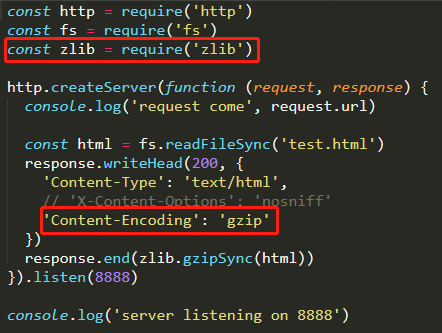 const http = require('http')
const fs = require('fs')
const zlib = require('zlib')
http.createServer(function (request, response) {
console.log('request come', request.url)
const html = fs.readFileSync('test.html')
response.writeHead(200, {
'Content-Type': 'text/html',
// 'X-Content-Options': 'nosniff'
'Content-Encoding': 'gzip'
})
response.end(zlib.gzipSync(html))
}).listen(8888)
console.log('server listening on 8888')